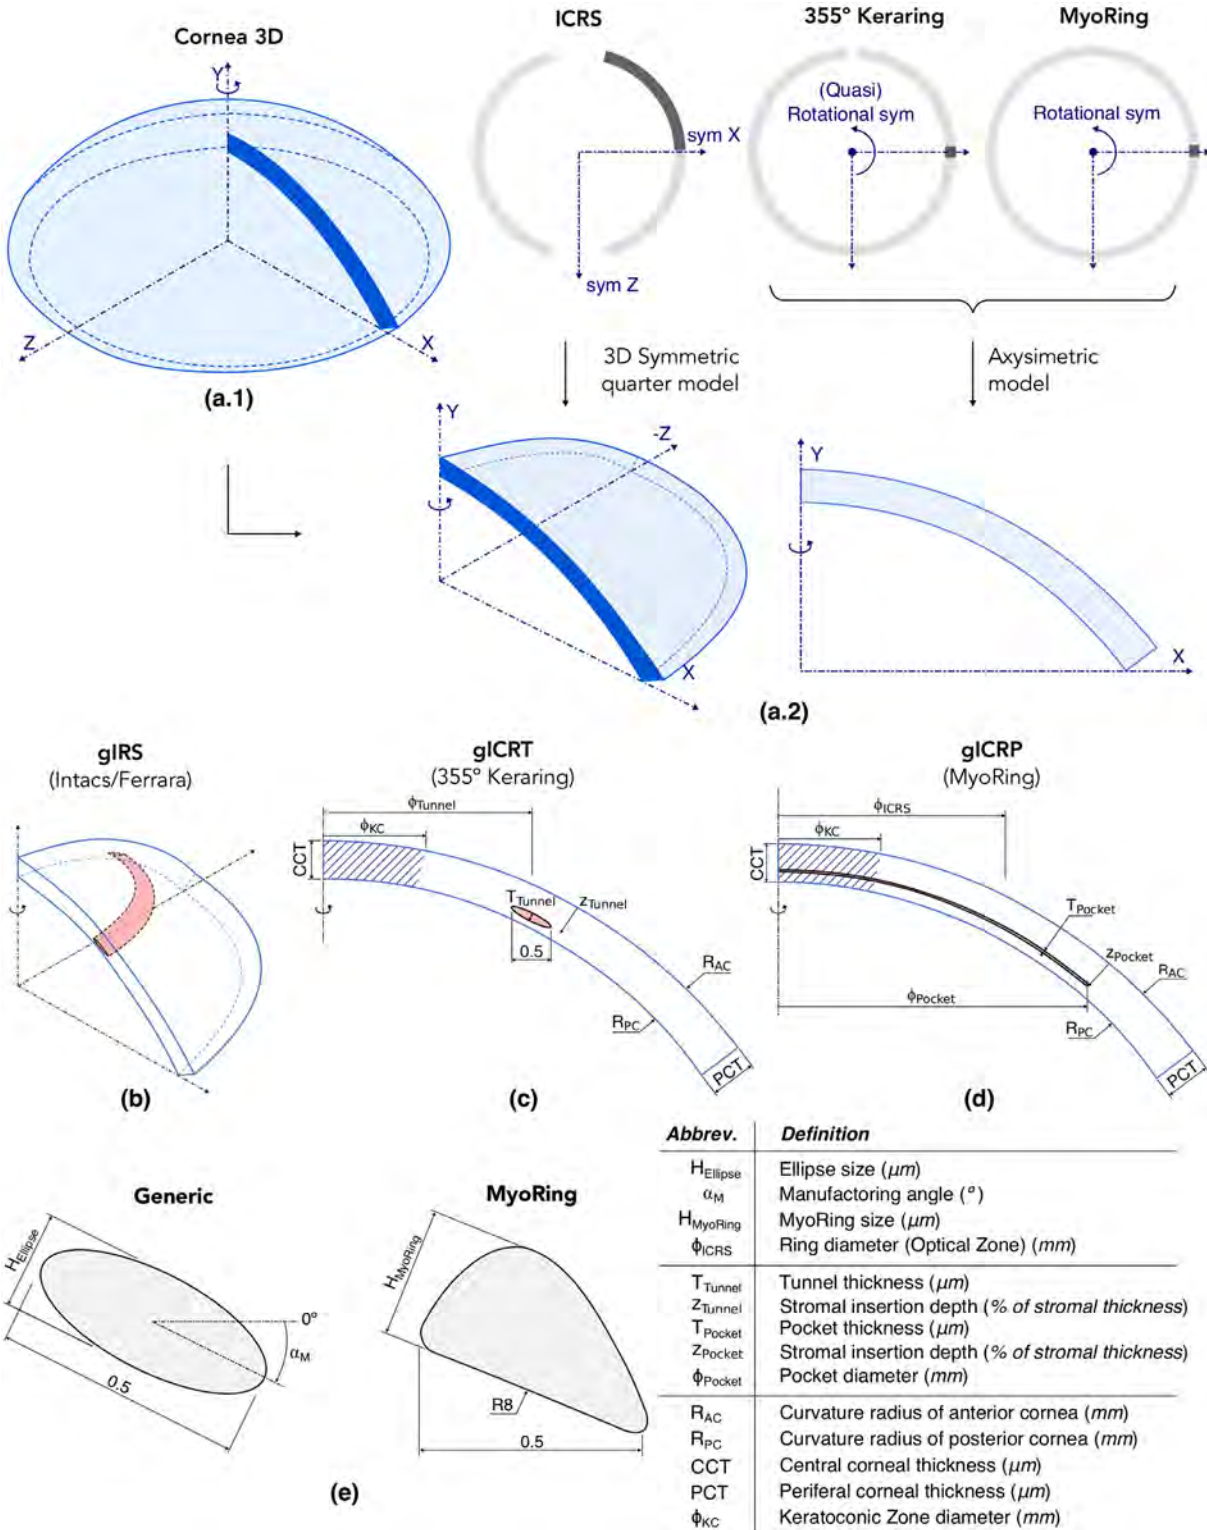 Cornea 3D
ICRS
355° Keraring
MyoRing
Y
Z
X
(a.1)
sym X
sym Z
(Quasi)
Rotational sym
Rotational sym
3D Symmetric
quarter model
Axysimetric
model
Y
-Z
X
Y
X
(a.2)
gIRS
(Intacs/Ferrara)
gICRT
(355° Keraring)
gICRP
(MyoRing)
ϕTunnel
ϕKC
CCT
TTunnel
zTunnel
0.5
RAC
RPC
PCT
ϕICRS
ϕKC
CCT
TPocket
zPocket
RAC
ϕPocket
RPC
PCT
(b)
(c)
(d)
Generic
MyoRing
HEllipse
0°
αM
0.5
HMyoRing
R8
0.5
(e)
Abbrev. Definition
HEllipse Ellipse size (μm)
αM Manufactoring angle (º)
HMyoRing MyoRing size (μm)
ϕICRS Ring diameter (Optical Zone) (mm)
TTunnel Tunnel thickness (μm)
zTunnel Stromal insertion depth (% of stromal thickness)
TPocket Pocket thickness (μm)
zPocket Stromal insertion depth (% of stromal thickness)
ϕPocket Pocket diameter (mm)
RAC Curvature radius of anterior cornea (mm)
RPC Curvature radius of posterior cornea (mm)
CCT Central corneal thickness (μm)
PCT Periferal corneal thickness (μm)
ϕKC Keratoconic Zone diameter (mm)